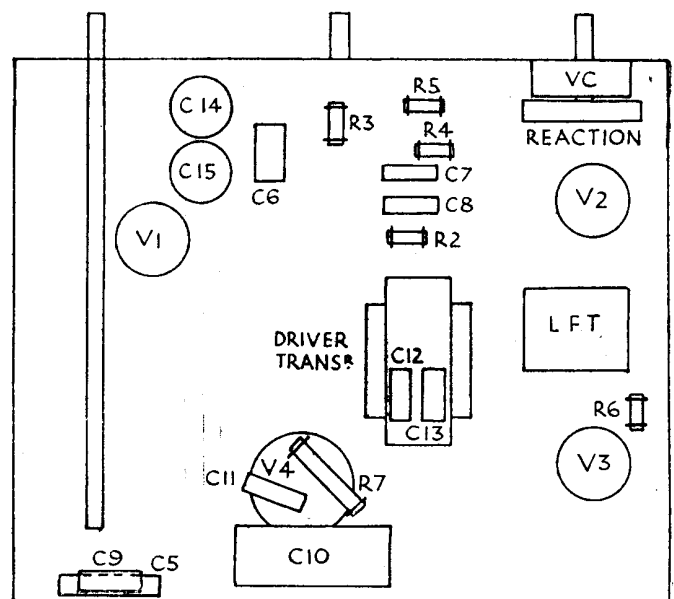 C14
C15
C6
V1
R3
R5
R4
C7
C8
R2
VC
REACTION
V2
DRIVER
TRANSR
C12
C13
LFT
R6
V3
C11
V4
R7
C10
C9
C5